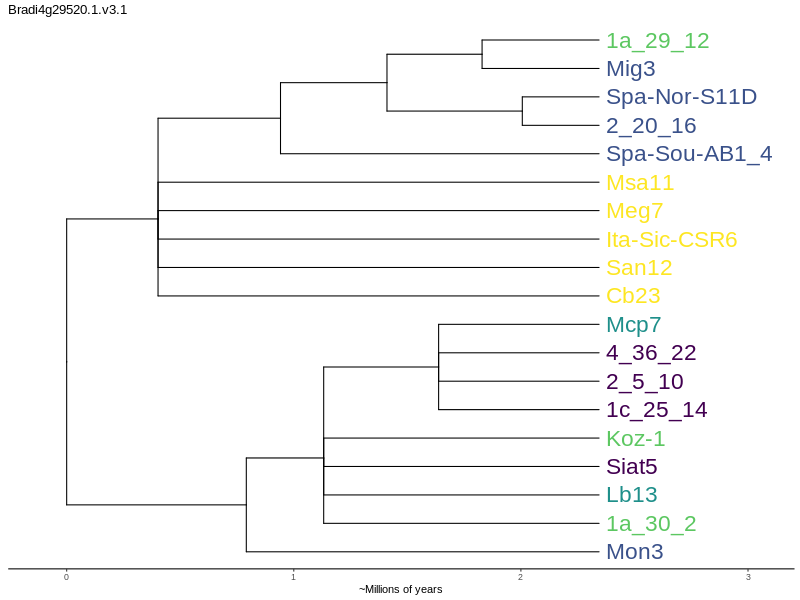 Bradi4g29520.1.v3.1
1a_29_12
Mig3
Spa-Nor-S11D
2_20_16
Spa-Sou-AB1_4
Msa11
Meg7
Ita-Sic-CSR6
San12
Cb23
Mcp7
4_36_22
2_5_10
1c_25_14
Koz-1
Siat5
Lb13
1a_30_2
Mon3
0 1 2 3
~Millions of years